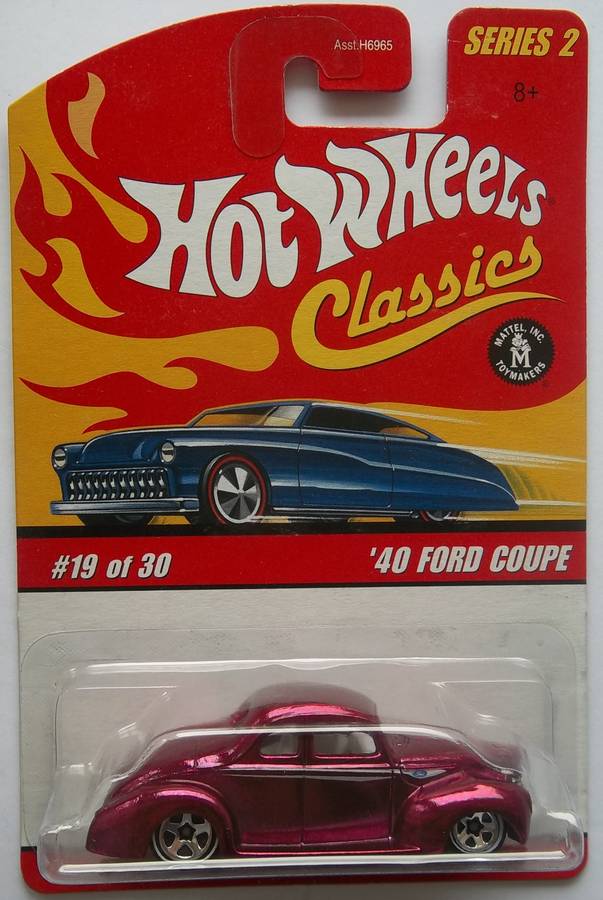 Asst.H6965
SERIES 2
8+
HOT WHEELS
Classics
MATTEL, INC.
M
TOYMAKERS
#19 of 30
'40 FORD COUPE